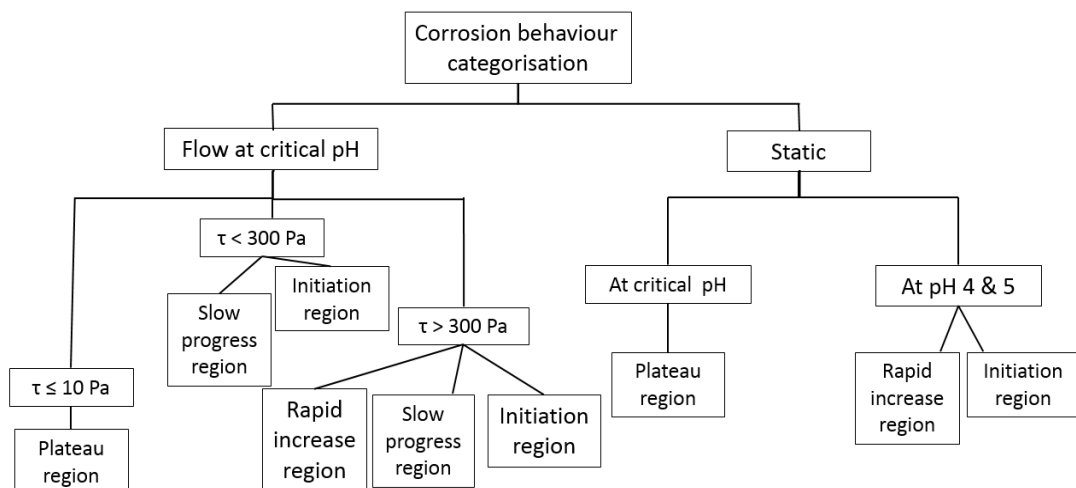 Corrosion behaviour
categorisation
Flow at critical pH
Static
τ < 300 Pa
At critical pH
At pH 4 & 5
Slow
progress
region
Initiation
region
τ > 300 Pa
τ ≤ 10 Pa
Plateau
region
Rapid
increase
region
Slow
progress
region
Initiation
region
Plateau
region
Rapid
increase
region
Initiation
region